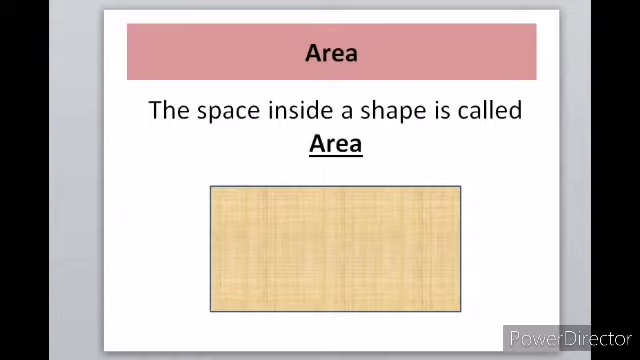 Area
The space inside a shape is called
Area
PowerDirector